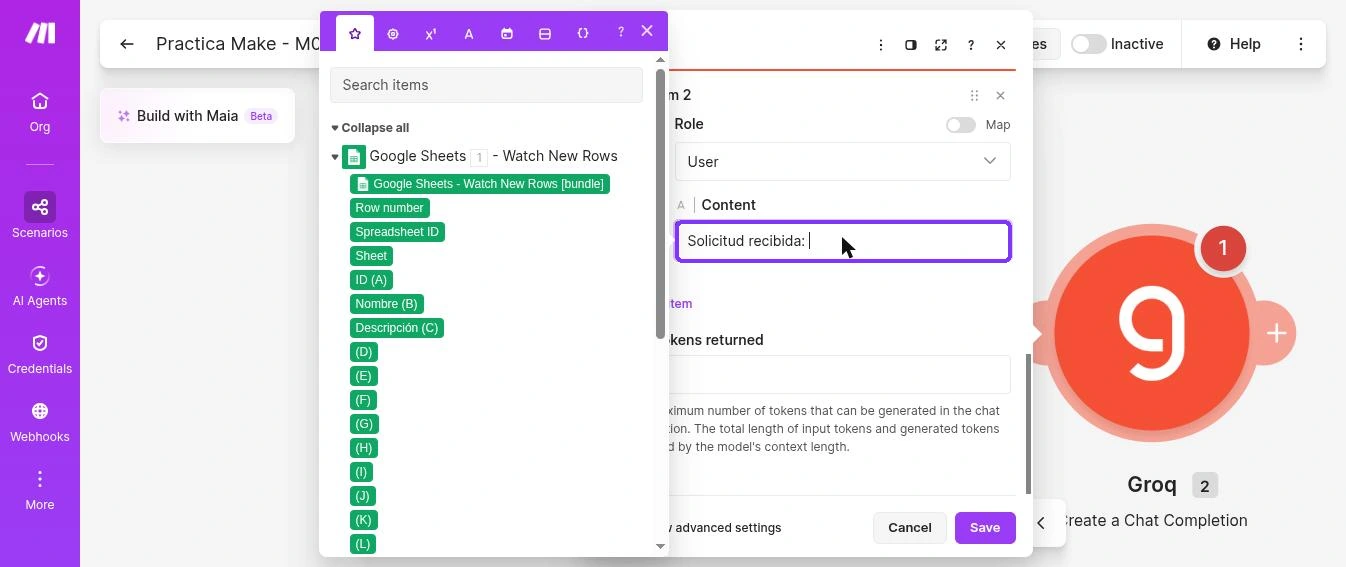 Org
Scenarios
AI Agents
Credentials
Webhooks
More
Practica Make - M0
Build with Maia Beta
?
Search items
Collapse all
Google Sheets 1 - Watch New Rows
Google Sheets - Watch New Rows [bundle]
Row number
Spreadsheet ID
Sheet
ID (A)
Nombre (B)
Descripción (C)
(D)
(E)
(F)
(G)
(H)
(I)
(J)
(K)
(L)
?
m 2
Role
Map
User
A Content
Solicitud recibida:
item
kens returned
ximum number of tokens that can be generated in the chat
tion. The total length of input tokens and generated tokens
d by the model's context length.
w advanced settings
Cancel
Save
es
Inactive
? Help
1
Groq 2
Create a Chat Completion